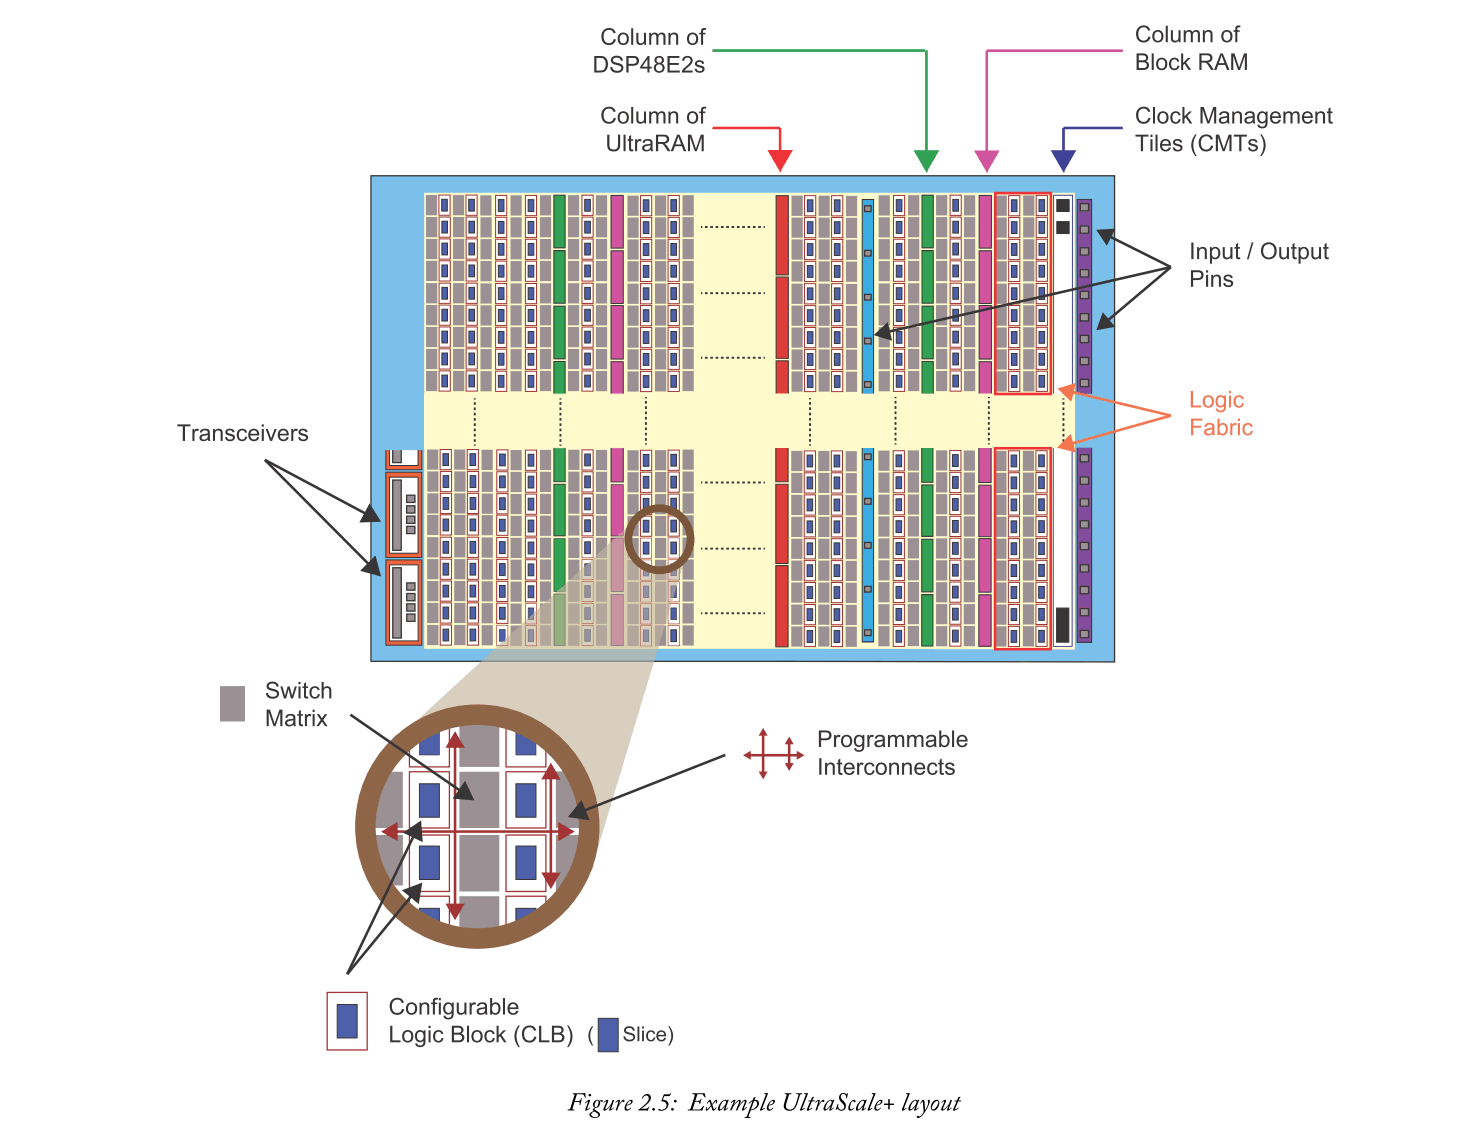 Column of
DSP48E2s
Column of
Block RAM
Column of
UltraRAM
Clock Management
Tiles (CMTs)
Input / Output
Pins
Logic
Fabric
Transceivers
Switch
Matrix
Programmable
Interconnects
Configurable
Logic Block (CLB) ( Slice)
Figure 2.5: Example UltraScale+ layout